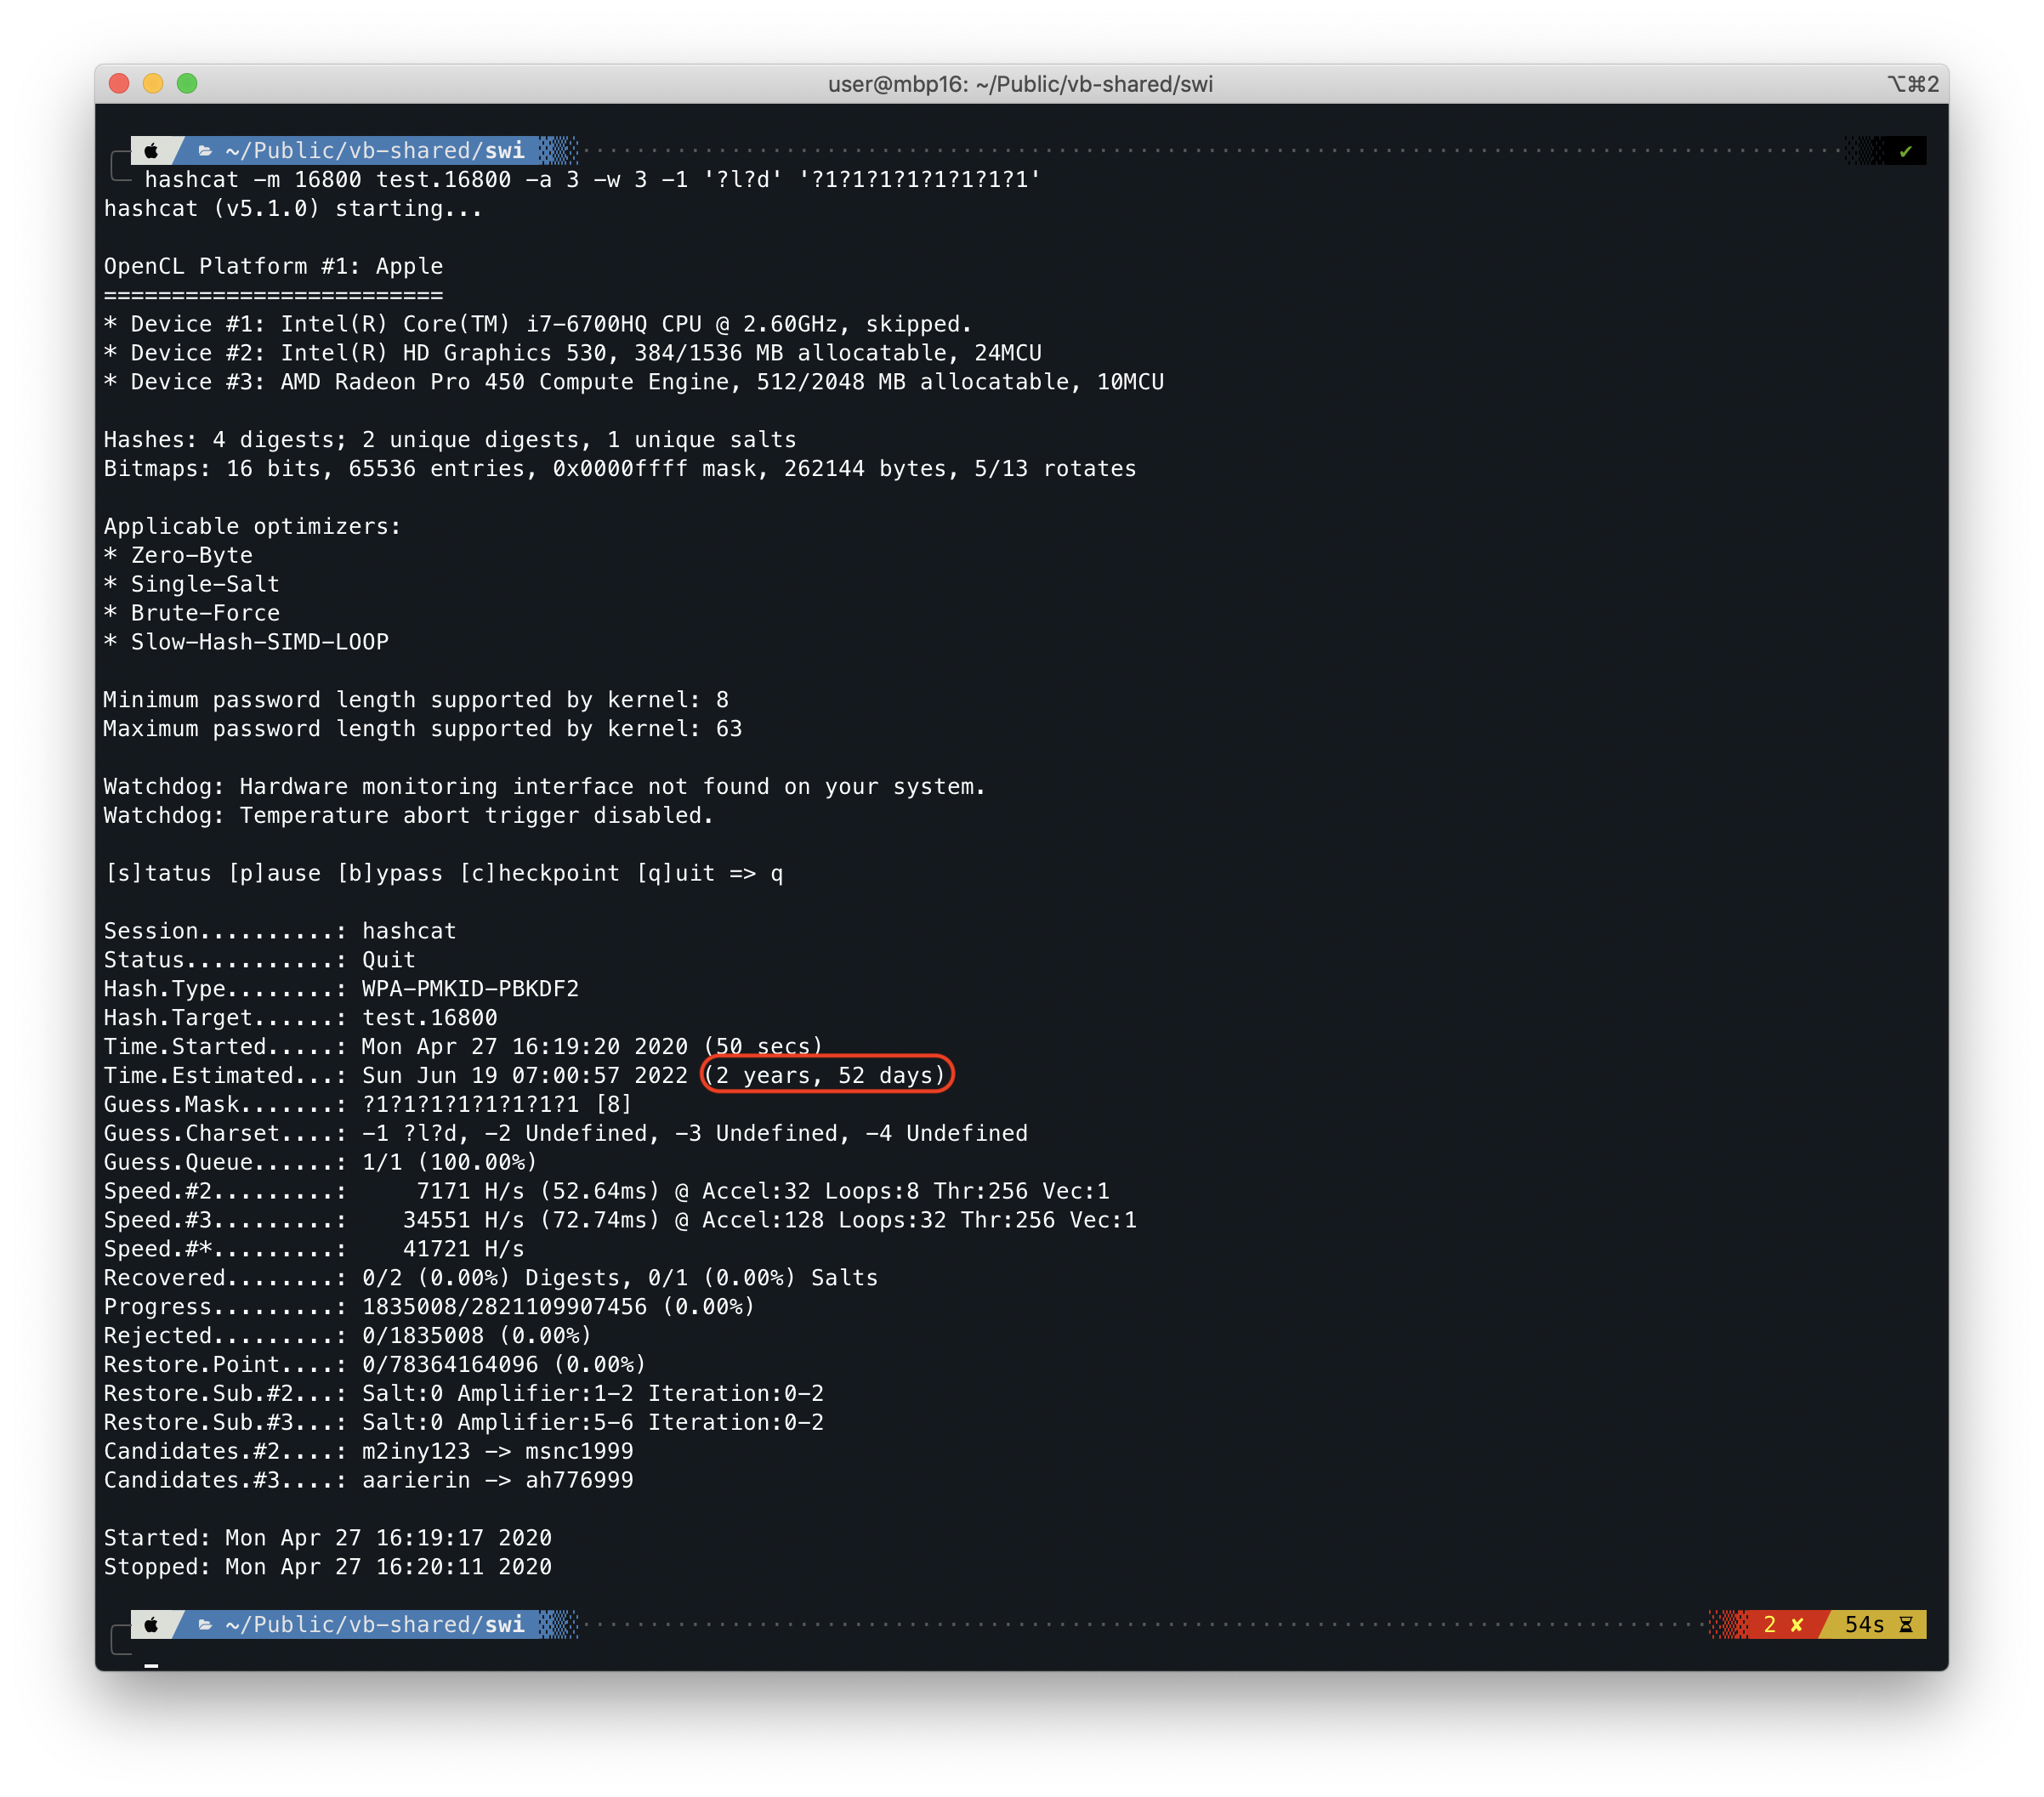 user@mbp16: ~/Public/vb-shared/swi ⌥⌘2
~/Public/vb-shared/swi ✔
hashcat -m 16800 test.16800 -a 3 -w 3 -1 '?l?d' '?1?1?1?1?1?1?1?1'
hashcat (v5.1.0) starting...
OpenCL Platform #1: Apple
=========================
* Device #1: Intel(R) Core(TM) i7-6700HQ CPU @ 2.60GHz, skipped.
* Device #2: Intel(R) HD Graphics 530, 384/1536 MB allocatable, 24MCU
* Device #3: AMD Radeon Pro 450 Compute Engine, 512/2048 MB allocatable, 10MCU
Hashes: 4 digests; 2 unique digests, 1 unique salts
Bitmaps: 16 bits, 65536 entries, 0x0000ffff mask, 262144 bytes, 5/13 rotates
Applicable optimizers:
* Zero-Byte
* Single-Salt
* Brute-Force
* Slow-Hash-SIMD-LOOP
Minimum password length supported by kernel: 8
Maximum password length supported by kernel: 63
Watchdog: Hardware monitoring interface not found on your system.
Watchdog: Temperature abort trigger disabled.
[s]tatus [p]ause [b]ypass [c]heckpoint [q]uit => q
Session..........: hashcat
Status...........: Quit
Hash.Type........: WPA-PMKID-PBKDF2
Hash.Target......: test.16800
Time.Started.....: Mon Apr 27 16:19:20 2020 (50 secs)
Time.Estimated...: Sun Jun 19 07:00:57 2022 (2 years, 52 days)
Guess.Mask.......: ?1?1?1?1?1?1?1?1 [8]
Guess.Charset....: -1 ?l?d, -2 Undefined, -3 Undefined, -4 Undefined
Guess.Queue......: 1/1 (100.00%)
Speed.#2.........:     7171 H/s (52.64ms) @ Accel:32 Loops:8 Thr:256 Vec:1
Speed.#3.........:    34551 H/s (72.74ms) @ Accel:128 Loops:32 Thr:256 Vec:1
Speed.#*.........:    41721 H/s
Recovered........: 0/2 (0.00%) Digests, 0/1 (0.00%) Salts
Progress.........: 1835008/2821109907456 (0.00%)
Rejected.........: 0/1835008 (0.00%)
Restore.Point....: 0/78364164096 (0.00%)
Restore.Sub.#2...: Salt:0 Amplifier:1-2 Iteration:0-2
Restore.Sub.#3...: Salt:0 Amplifier:5-6 Iteration:0-2
Candidates.#2....: m2iny123 -> msnc1999
Candidates.#3....: aarierin -> ah776999
Started: Mon Apr 27 16:19:17 2020
Stopped: Mon Apr 27 16:20:11 2020
~/Public/vb-shared/swi 2 ✘ 54s